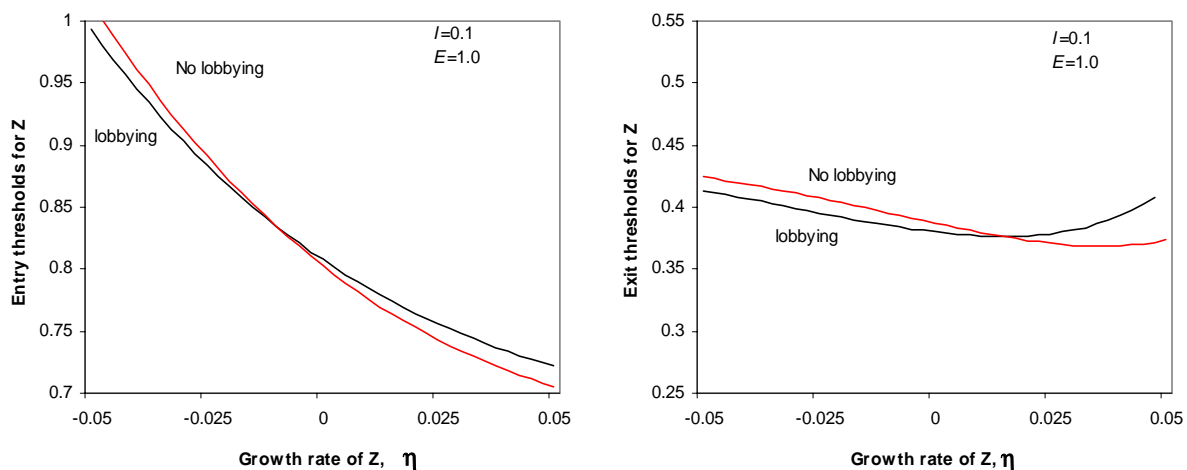 Entry thresholds for Z
1
0.95
0.9
0.85
0.8
0.75
0.7
I=0.1
E=1.0
No lobbying
lobbying
-0.05 -0.025 0 0.025 0.05
Growth rate of Z, η
Exit thresholds for Z
0.55
0.5
0.45
0.4
0.35
0.3
0.25
I=0.1
E=1.0
No lobbying
lobbying
-0.05 -0.025 0 0.025 0.05
Growth rate of Z, η